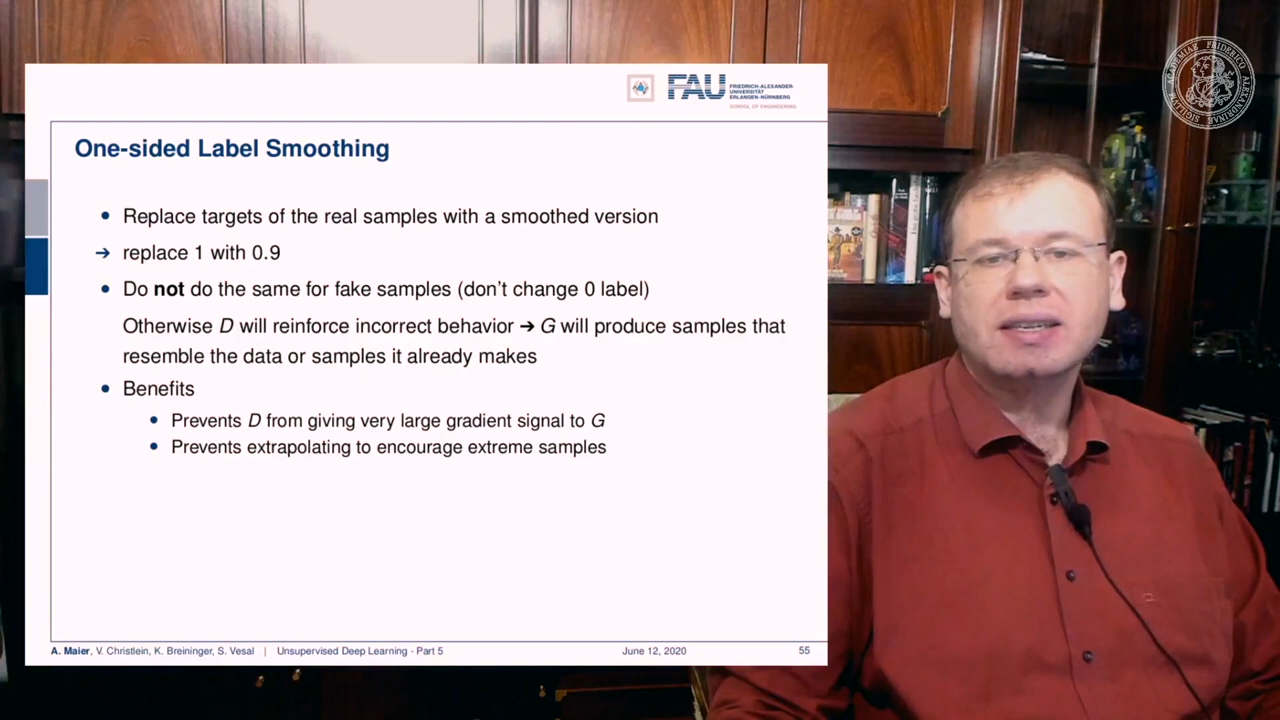 FAU
FRIEDRICH-ALEXANDER-
UNIVERSITÄT
ERLANGEN-NÜRNBERG
SCHOOL OF ENGINEERING
One-sided Label Smoothing
• Replace targets of the real samples with a smoothed version
➔ replace 1 with 0.9
• Do not do the same for fake samples (don't change 0 label)
Otherwise D will reinforce incorrect behavior ➔ G will produce samples that
resemble the data or samples it already makes
• Benefits
• Prevents D from giving very large gradient signal to G
• Prevents extrapolating to encourage extreme samples
A. Maier, V. Christlein, K. Breininger, S. Vesal | Unsupervised Deep Learning - Part 5 June 12, 2020 55